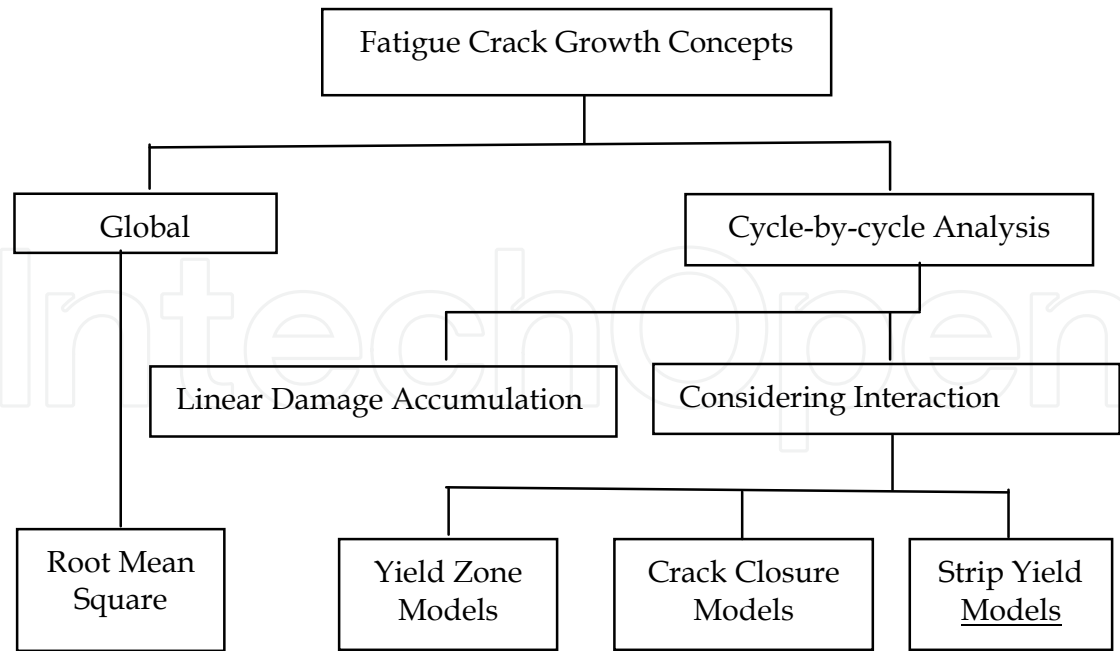 Fatigue Crack Growth Concepts
Global
Cycle-by-cycle Analysis
IntechOpen
Linear Damage Accumulation
Considering Interaction
Root Mean
Square
Yield Zone
Models
Crack Closure
Models
Strip Yield
Models